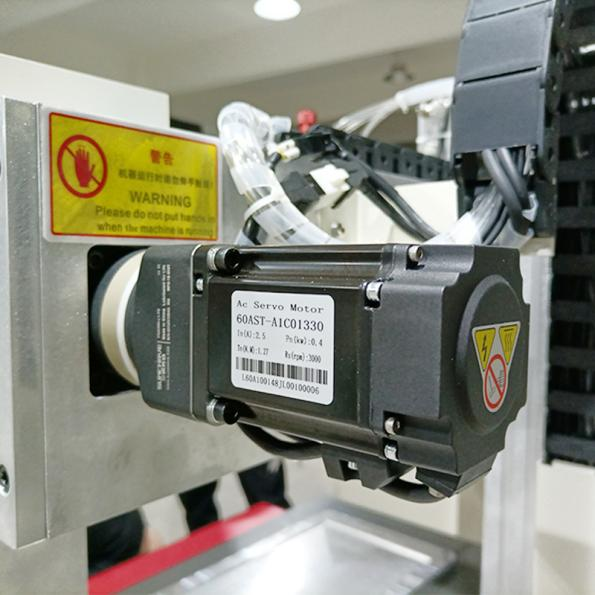 警告
机器运行时请勿伸手触摸!
WARNING
Please do not put hands in
when the machine is running
Ac Servo Motor
60AST-A1C01330
In(A):2.5 Pn(kw):0.4
Tn(N.M):1.27 Rs(rpm):3000
L60A100148JL00100006